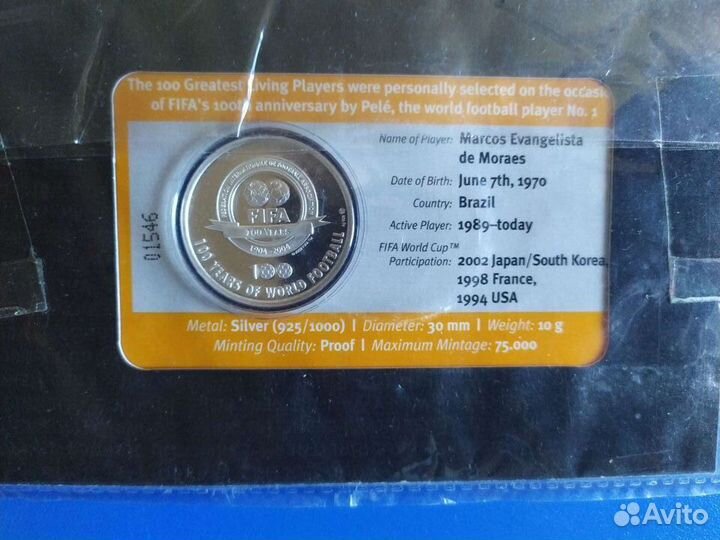 The 100 Greatest Living Players were personally selected on the occasi
of FIFA's 100th anniversary by Pelé, the world football player No. 1
Name of Player: Marcos Evangelista
de Moraes
Date of Birth: June 7th, 1970
Country: Brazil
Active Player: 1989–today
FIFA World Cup™
Participation: 2002 Japan/South Korea,
1998 France,
1994 USA
01546
FIFA
100 YEARS
1904 - 2004
100
100 YEARS OF WORLD FOOTBALL
Metal: Silver (925/1000) | Diameter: 30 mm | Weight: 10 g
Minting Quality: Proof | Maximum Mintage: 75.000
Avito